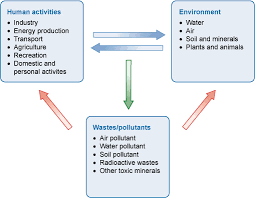 Human activities
• Industry
• Energy production
• Transport
• Agriculture
• Recreation
• Domestic and
personal activites
Environment
• Water
• Air
• Soil and minerals
• Plants and animals
Wastes/pollutants
• Air pollutant
• Water pollutant
• Soil pollutant
• Radioactive wastes
• Other toxic minerals